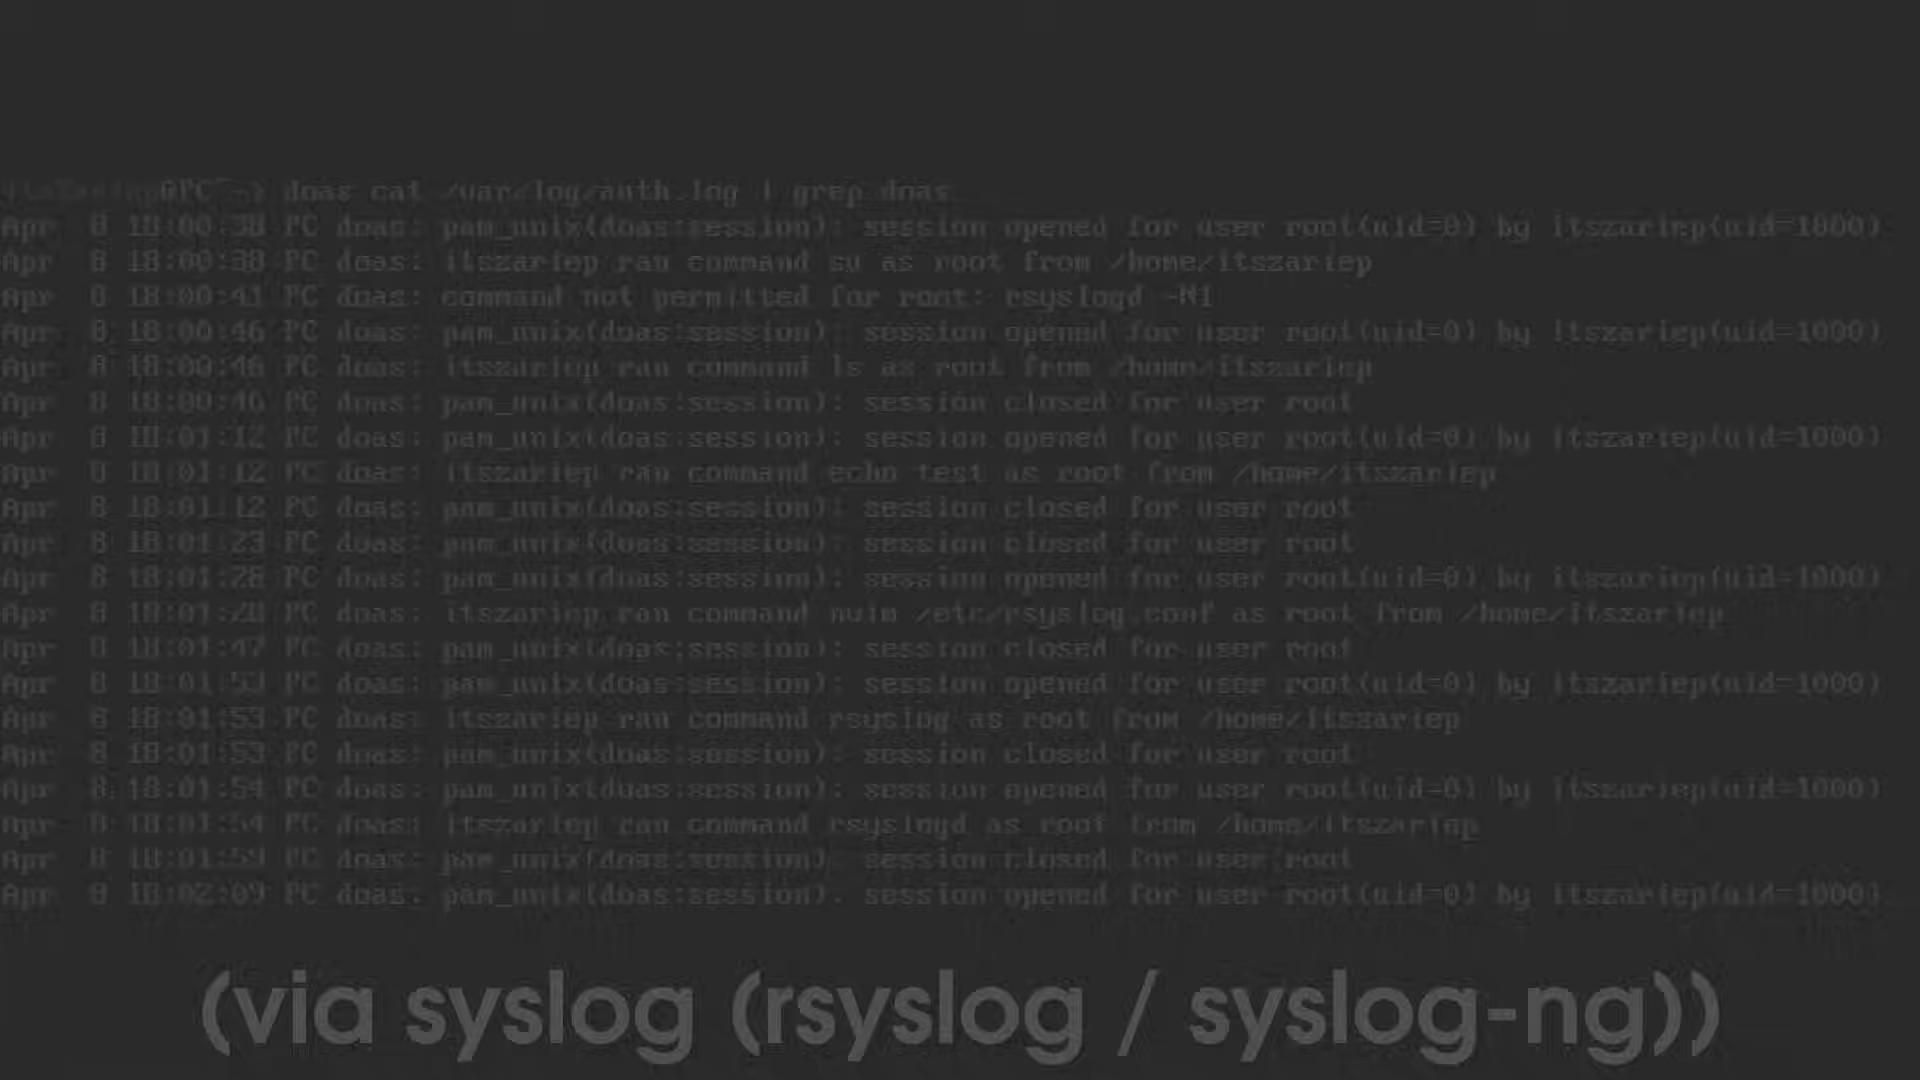 itszariep@PC ~> doas cat /var/log/auth.log | grep doas
Apr  8 18:00:38 PC doas: pam_unix(doas:session): session opened for user root(uid=0) by itszariep(uid=1000)
Apr  8 18:00:38 PC doas: itszariep ran command su as root from /home/itszariep
Apr  8 18:00:41 PC doas: command not permitted for root: rsyslogd -N1
Apr  8 18:00:46 PC doas: pam_unix(doas:session): session opened for user root(uid=0) by itszariep(uid=1000)
Apr  8 18:00:46 PC doas: itszariep ran command ls as root from /home/itszariep
Apr  8 18:00:46 PC doas: pam_unix(doas:session): session closed for user root
Apr  8 18:01:12 PC doas: pam_unix(doas:session): session opened for user root(uid=0) by itszariep(uid=1000)
Apr  8 18:01:12 PC doas: itszariep ran command echo test as root from /home/itszariep
Apr  8 18:01:12 PC doas: pam_unix(doas:session): session closed for user root
Apr  8 18:01:23 PC doas: pam_unix(doas:session): session closed for user root
Apr  8 18:01:28 PC doas: pam_unix(doas:session): session opened for user root(uid=0) by itszariep(uid=1000)
Apr  8 18:01:28 PC doas: itszariep ran command nvim /etc/rsyslog.conf as root from /home/itszariep
Apr  8 18:01:47 PC doas: pam_unix(doas:session): session closed for user root
Apr  8 18:01:53 PC doas: pam_unix(doas:session): session opened for user root(uid=0) by itszariep(uid=1000)
Apr  8 18:01:53 PC doas: itszariep ran command rsyslog as root from /home/itszariep
Apr  8 18:01:53 PC doas: pam_unix(doas:session): session closed for user root
Apr  8 18:01:54 PC doas: pam_unix(doas:session): session opened for user root(uid=0) by itszariep(uid=1000)
Apr  8 18:01:54 PC doas: itszariep ran command rsyslogd as root from /home/itszariep
Apr  8 18:01:59 PC doas: pam_unix(doas:session): session closed for user root
Apr  8 18:02:09 PC doas: pam_unix(doas:session): session opened for user root(uid=0) by itszariep(uid=1000)
(via syslog (rsyslog / syslog-ng))